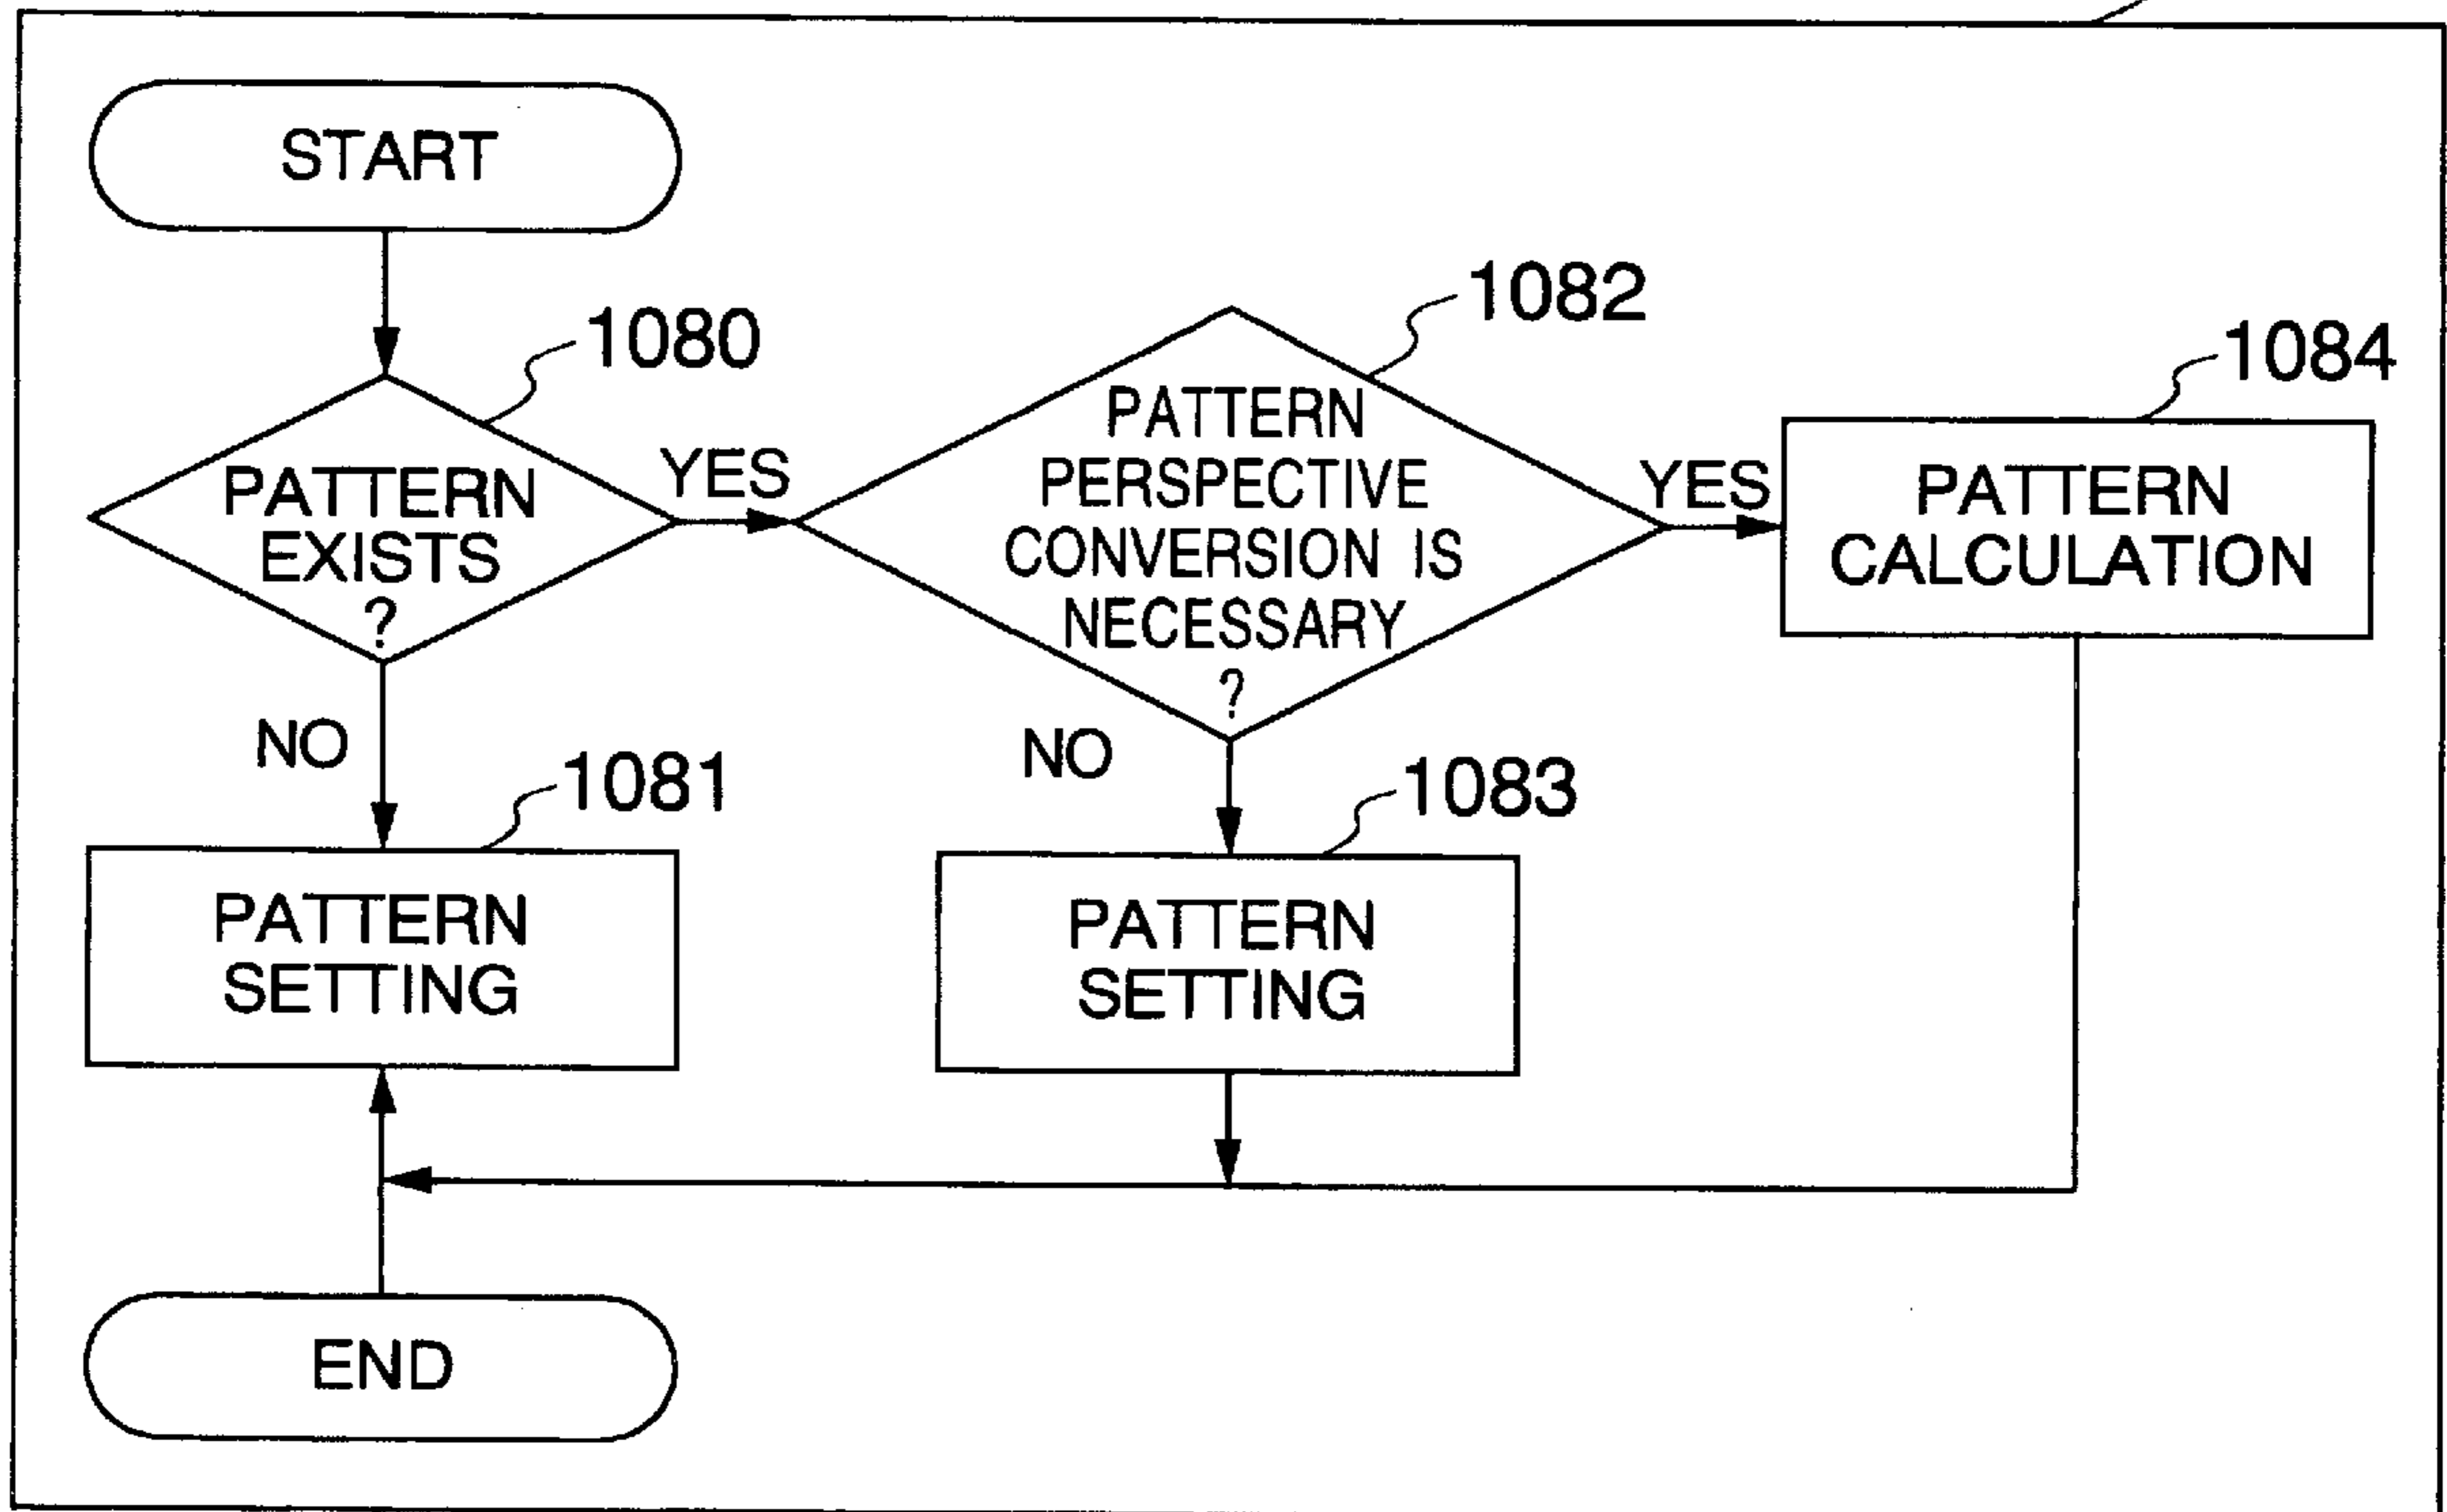 START
1080
PATTERN
EXISTS
?
YES
NO
1082
PATTERN
PERSPECTIVE
CONVERSION IS
NECESSARY
?
YES
NO
1084
PATTERN
CALCULATION
1081
PATTERN
SETTING
1083
PATTERN
SETTING
END